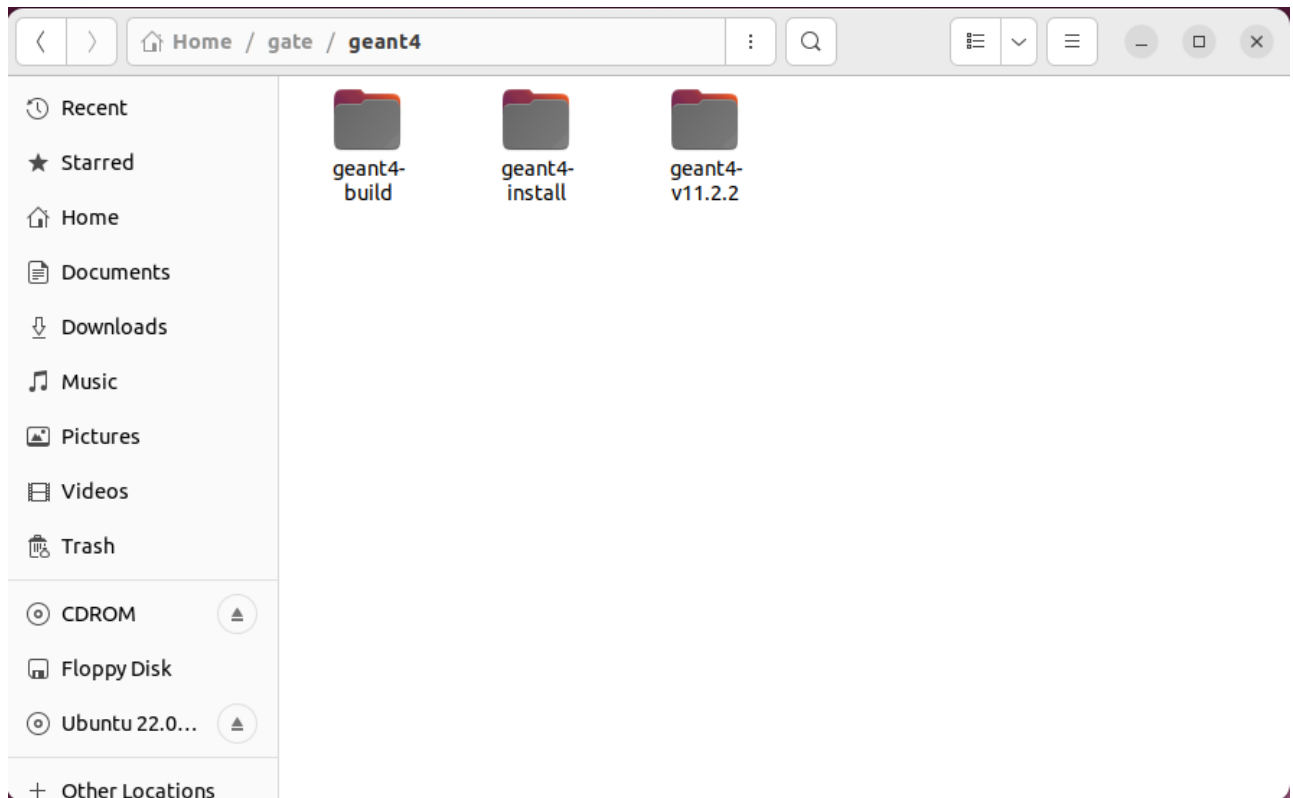 Home / gate / geant4
Recent
Starred
Home
Documents
Downloads
Music
Pictures
Videos
Trash
CDROM
Floppy Disk
Ubuntu 22.0...
+ Other Locations
geant4-
build
geant4-
install
geant4-
v11.2.2